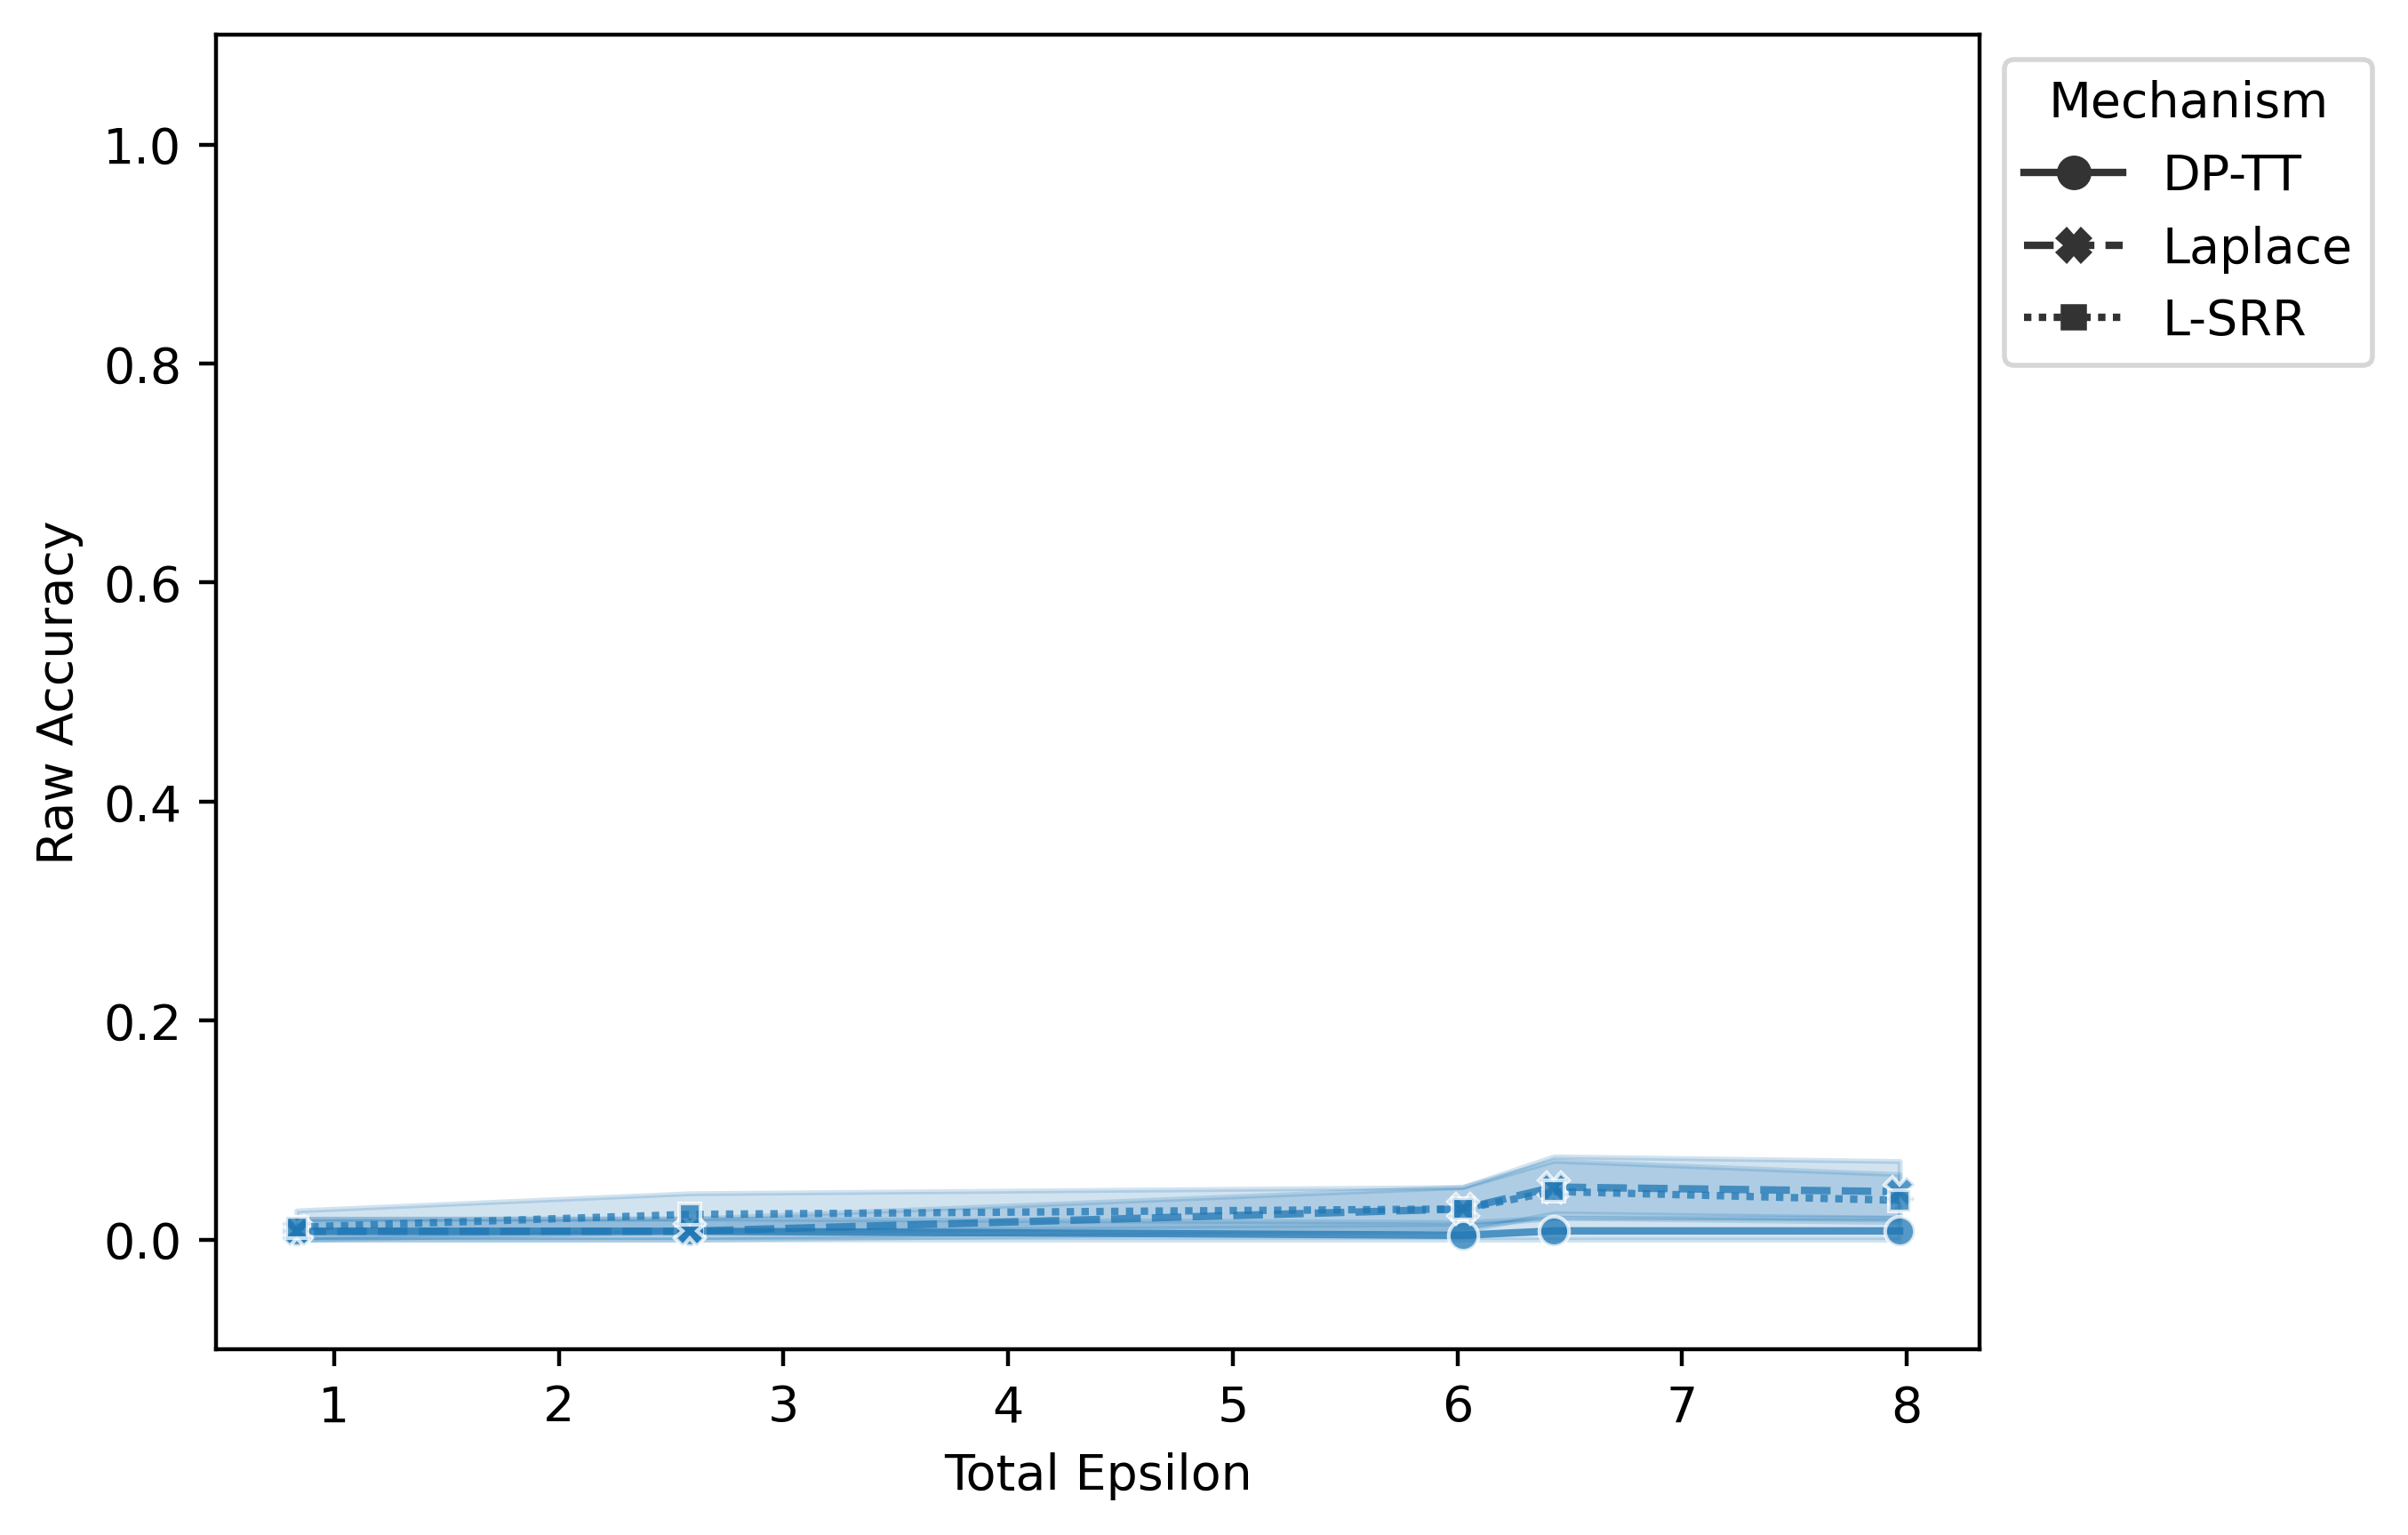 Mechanism
DP-TT
Laplace
L-SRR
Raw Accuracy
1.0
0.8
0.6
0.4
0.2
0.0
1 2 3 4 5 6 7 8
Total Epsilon